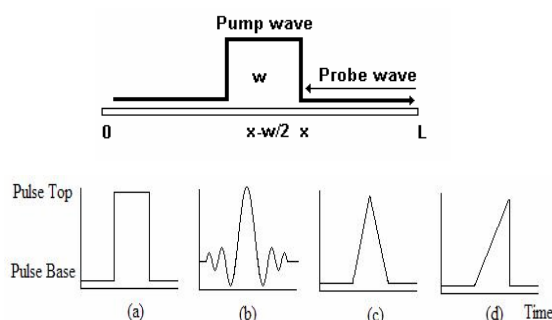 Pump wave
w
Probe wave
0 x-w/2 x L
Pulse Top
Pulse Base
(a) (b) (c) (d) Time